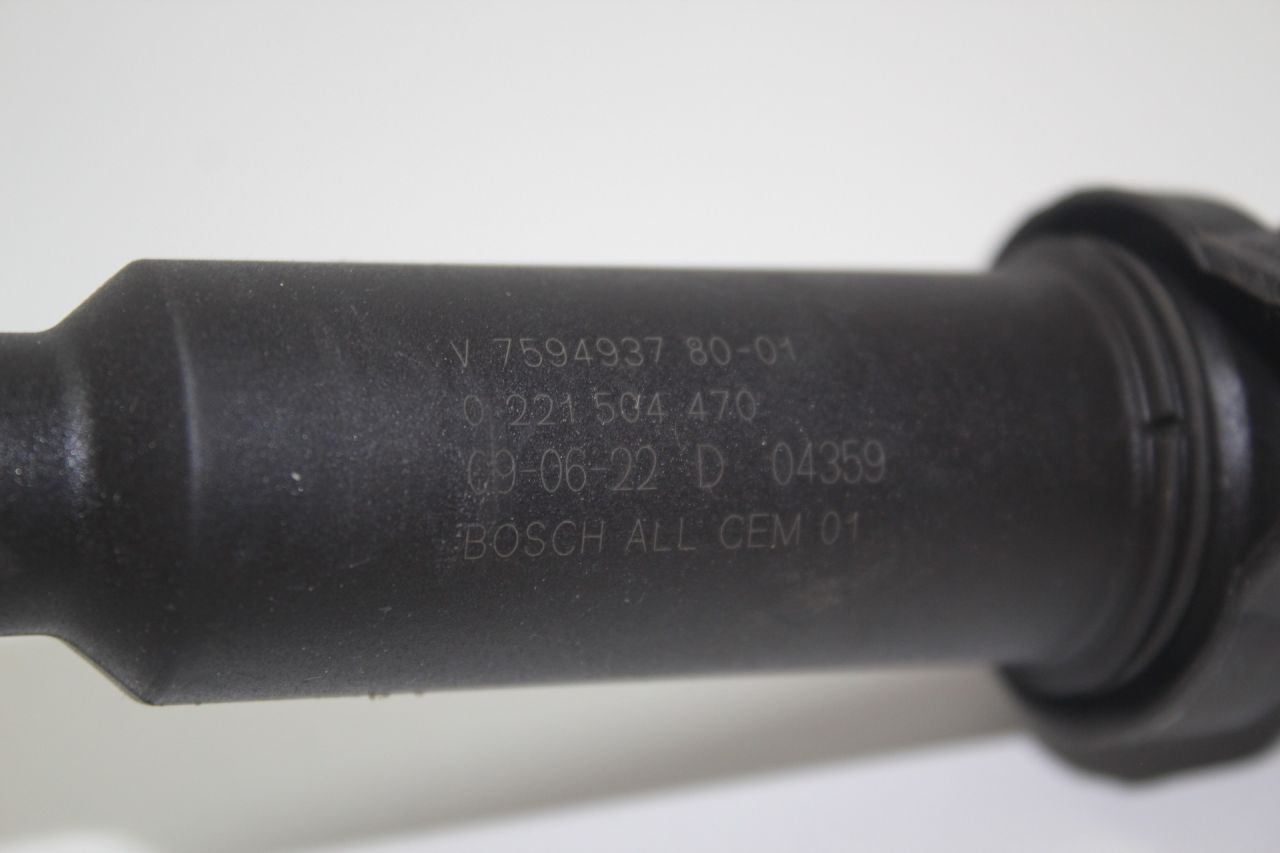 V 7594937 80-01
0 221 504 470
09-06-22 D 04359
BOSCH ALL CEM 01